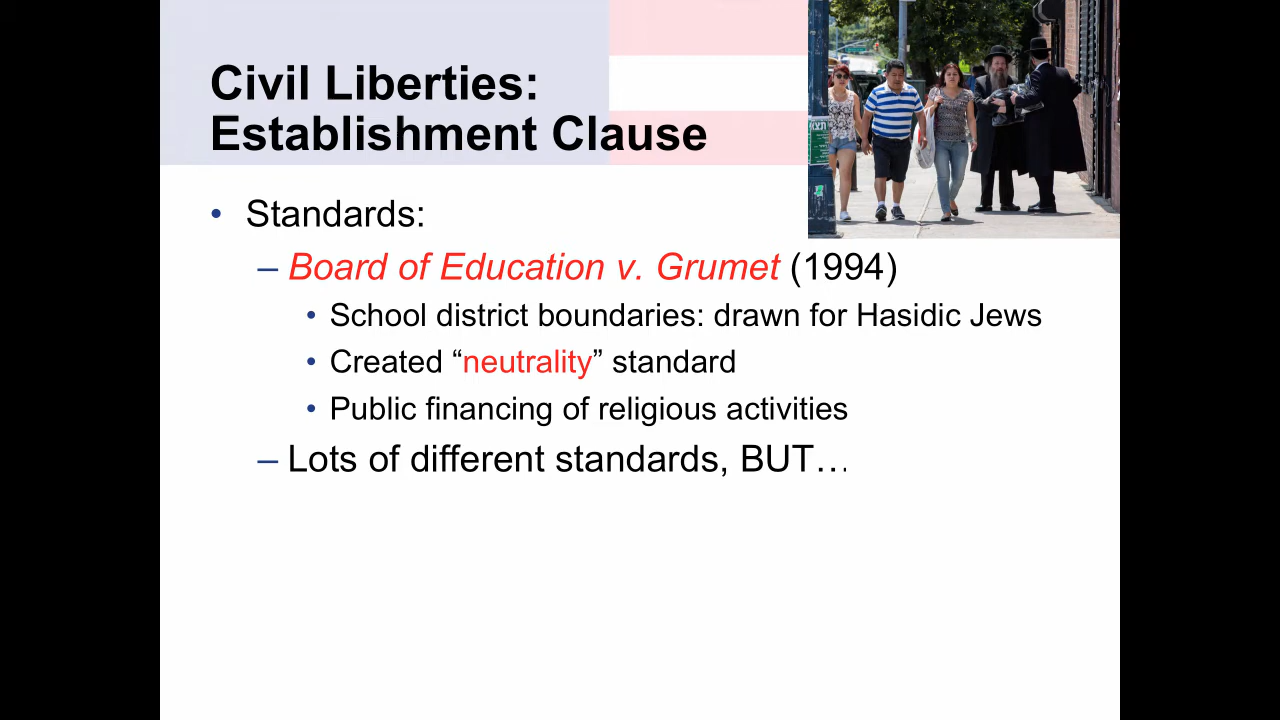 Civil Liberties:
Establishment Clause
• Standards:
– Board of Education v. Grumet (1994)
• School district boundaries: drawn for Hasidic Jews
• Created “neutrality” standard
• Public financing of religious activities
– Lots of different standards, BUT…